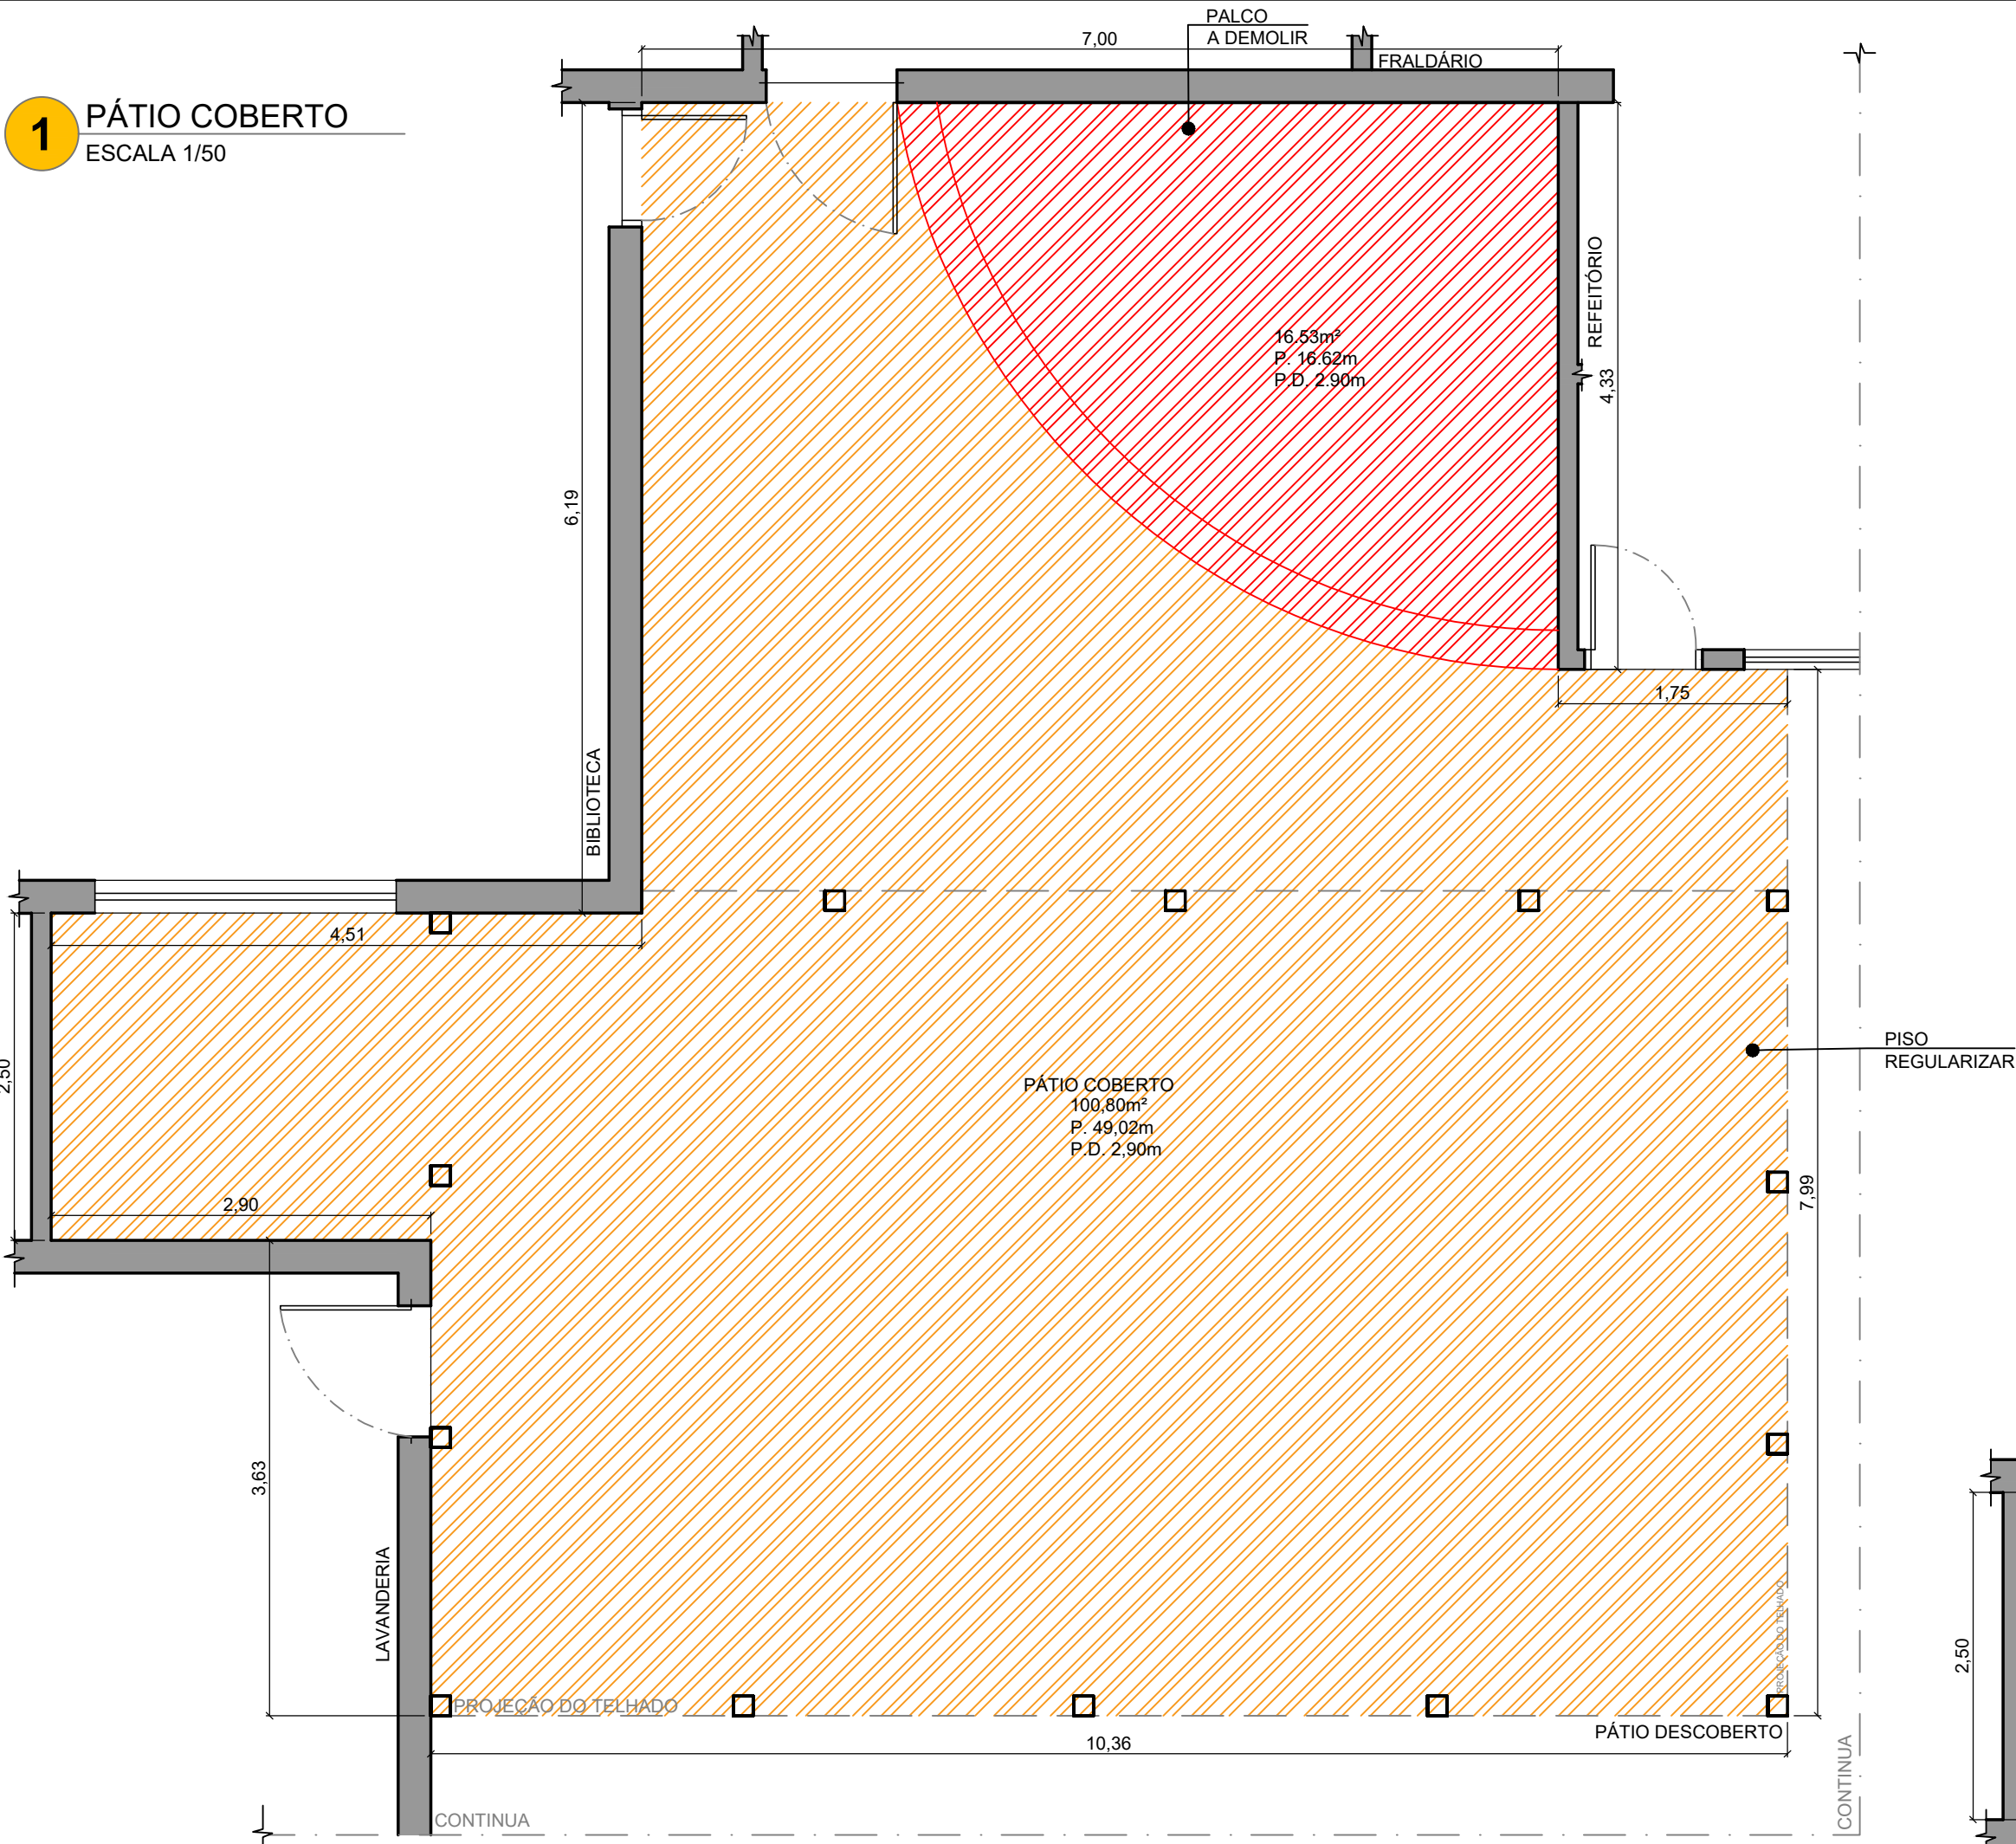 PALCO
A DEMOLIR
7,00
FRALDÁRIO
1
PÁTIO COBERTO
ESCALA 1/50
REFEITÓRIO
4,33
16.53m²
P. 16.62m
P.D. 2.90m
6,19
BIBLIOTECA
1,75
4,51
2,50
PISO
REGULARIZAR
PÁTIO COBERTO
100,80m²
P. 49,02m
P.D. 2,90m
2,90
7,99
3,63
LAVANDERIA
PROJEÇÃO DO TELHADO
PROJEÇÃO DO TELHADO
2,50
PÁTIO DESCOBERTO
10,36
CONTINUA
CONTINUA